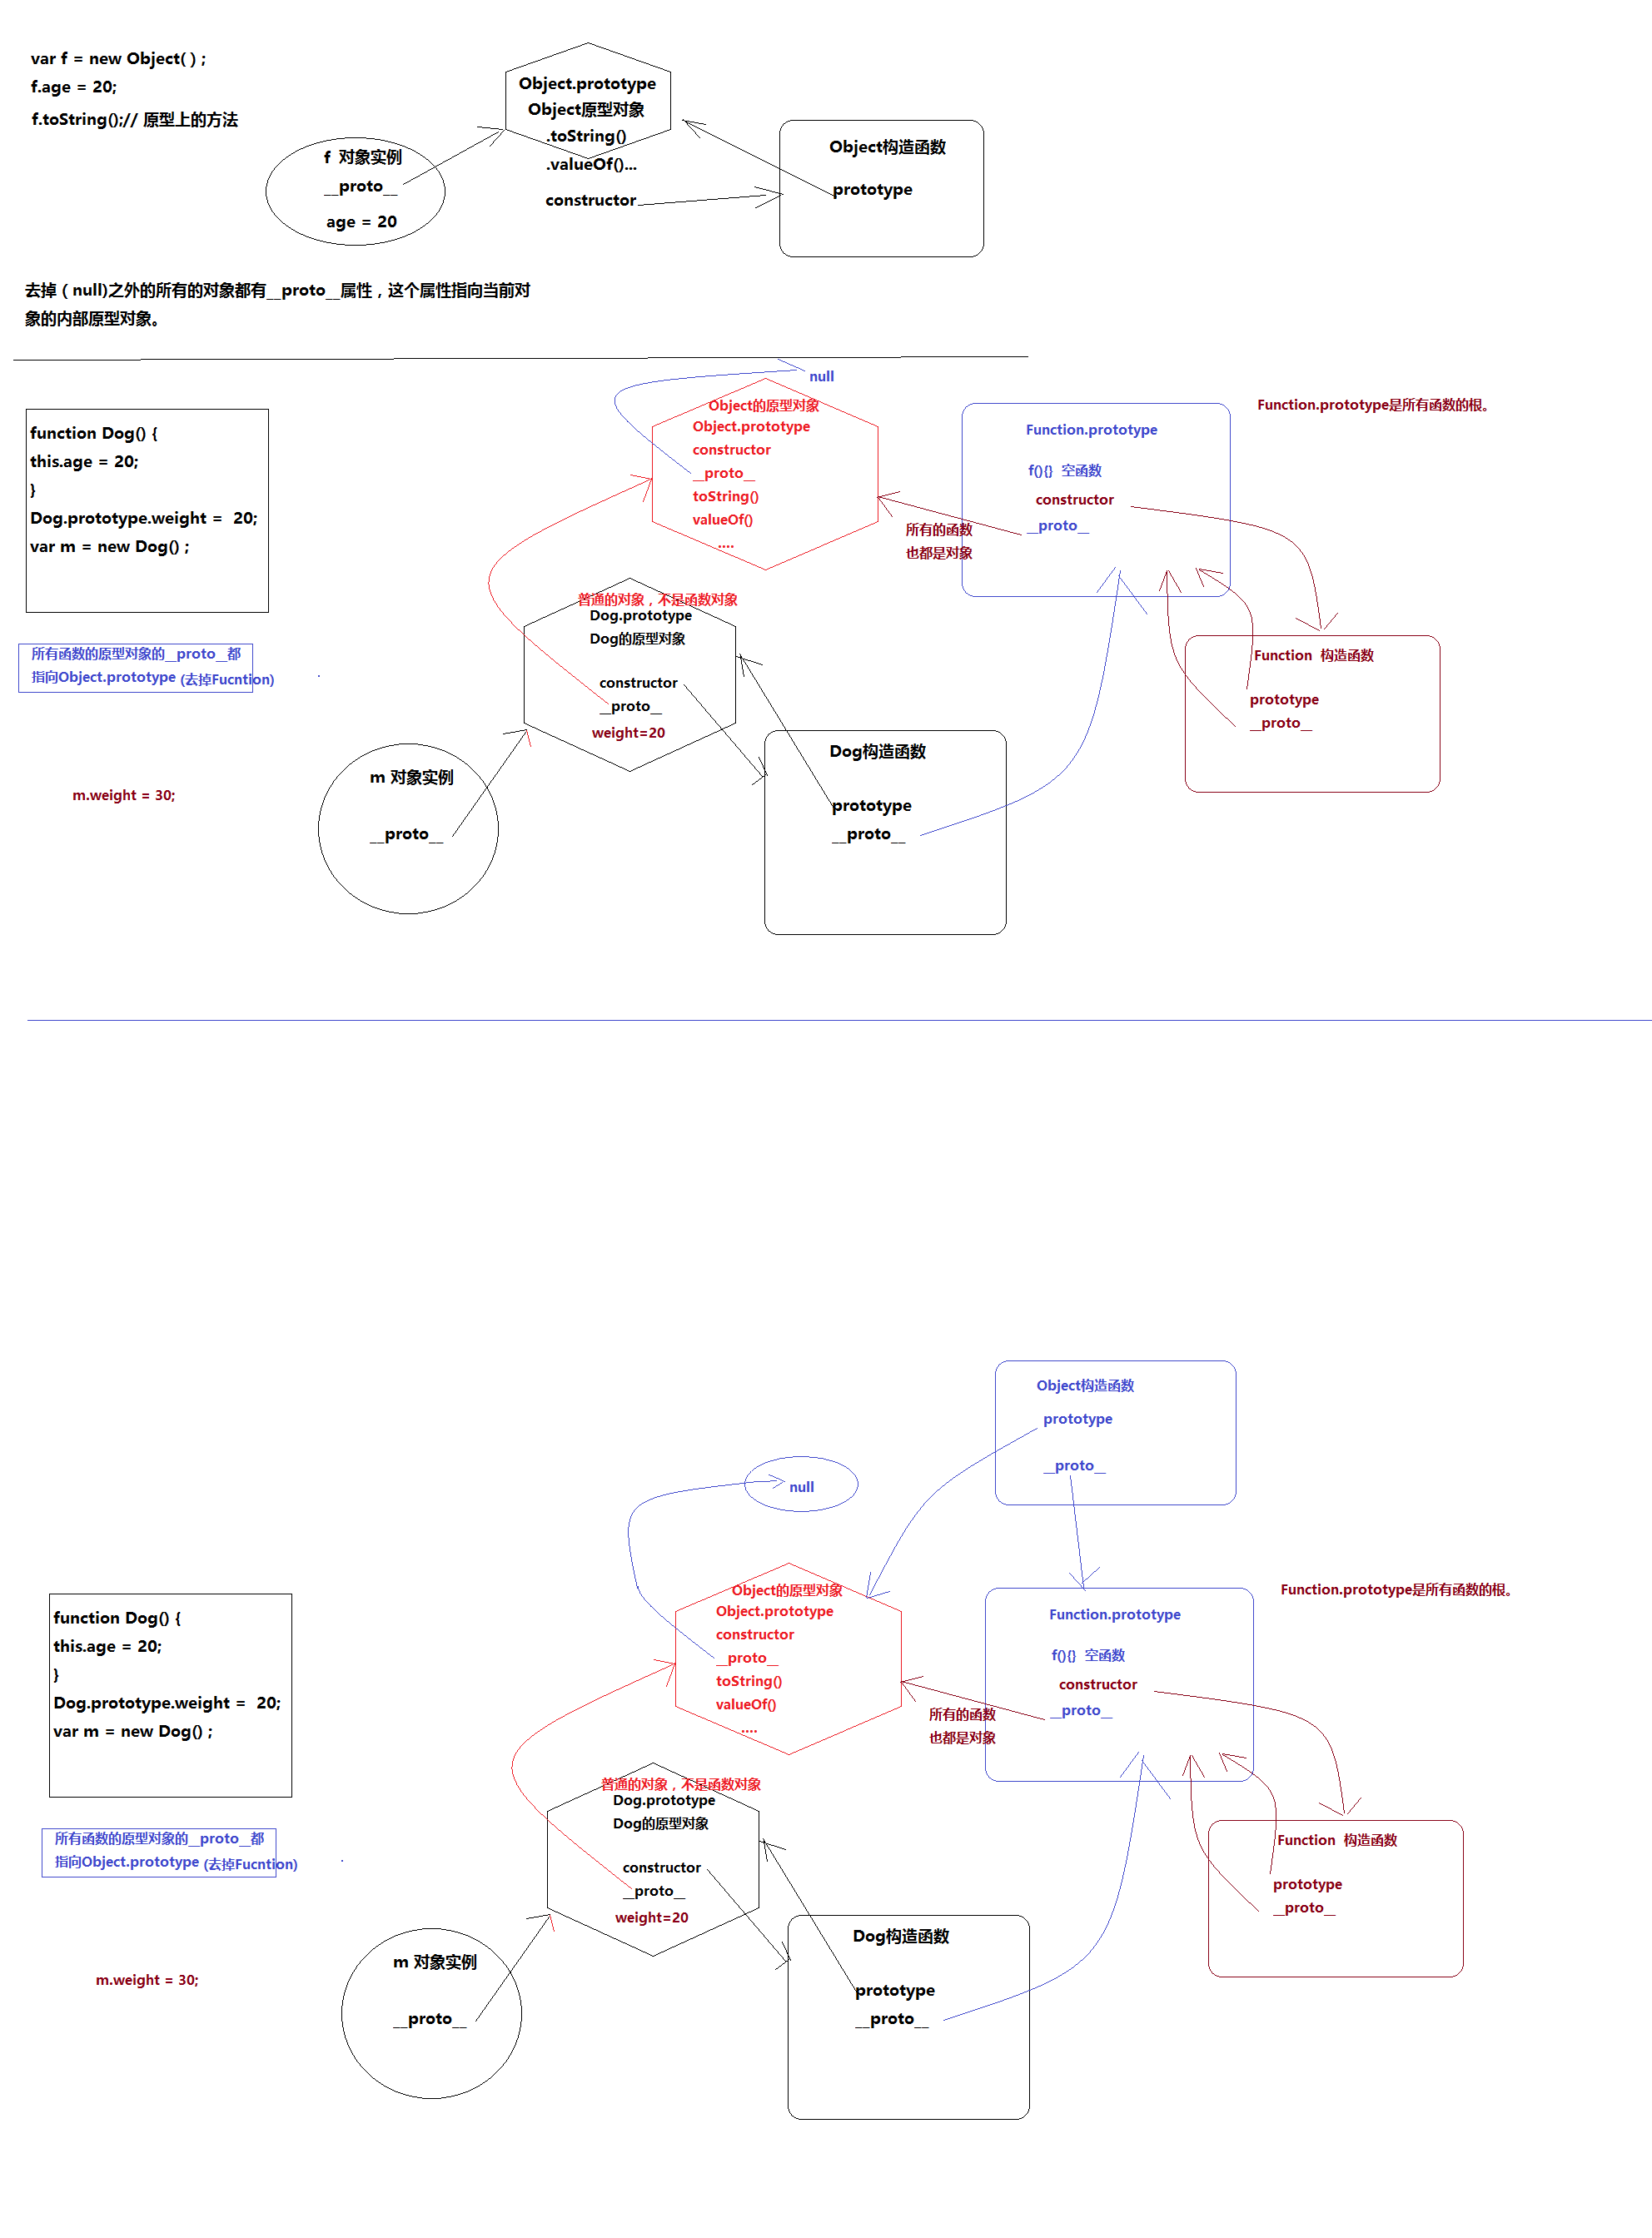 var f = new Object( ) ;
f.age = 20;
f.toString();// 原型上的方法
f 对象实例
__proto__
age = 20
Object.prototype
Object原型对象
.toString()
.valueOf()...
constructor
Object构造函数
prototype
去掉（null)之外的所有的对象都有__proto__属性，这个属性指向当前对
象的内部原型对象。
null
function Dog() {
this.age = 20;
}
Dog.prototype.weight = 20;
var m = new Dog() ;
Object的原型对象
Object.prototype
constructor
__proto__
toString()
valueOf()
....
所有的函数
也都是对象
Function.prototype
f(){} 空函数
constructor
__proto__
Function.prototype是所有函数的根。
所有函数的原型对象的__proto__都
指向Object.prototype (去掉Fucntion)
普通的对象，不是函数对象
Dog.prototype
Dog的原型对象
constructor
__proto__
weight=20
Function 构造函数
prototype
__proto__
m.weight = 30;
m 对象实例
__proto__
Dog构造函数
prototype
__proto__
Object构造函数
prototype
__proto__
null
function Dog() {
this.age = 20;
}
Dog.prototype.weight = 20;
var m = new Dog() ;
Object的原型对象
Object.prototype
constructor
__proto__
toString()
valueOf()
....
所有的函数
也都是对象
Function.prototype
f(){} 空函数
constructor
__proto__
Function.prototype是所有函数的根。
所有函数的原型对象的__proto__都
指向Object.prototype (去掉Fucntion)
普通的对象，不是函数对象
Dog.prototype
Dog的原型对象
constructor
__proto__
weight=20
Function 构造函数
prototype
__proto__
m.weight = 30;
m 对象实例
__proto__
Dog构造函数
prototype
__proto__